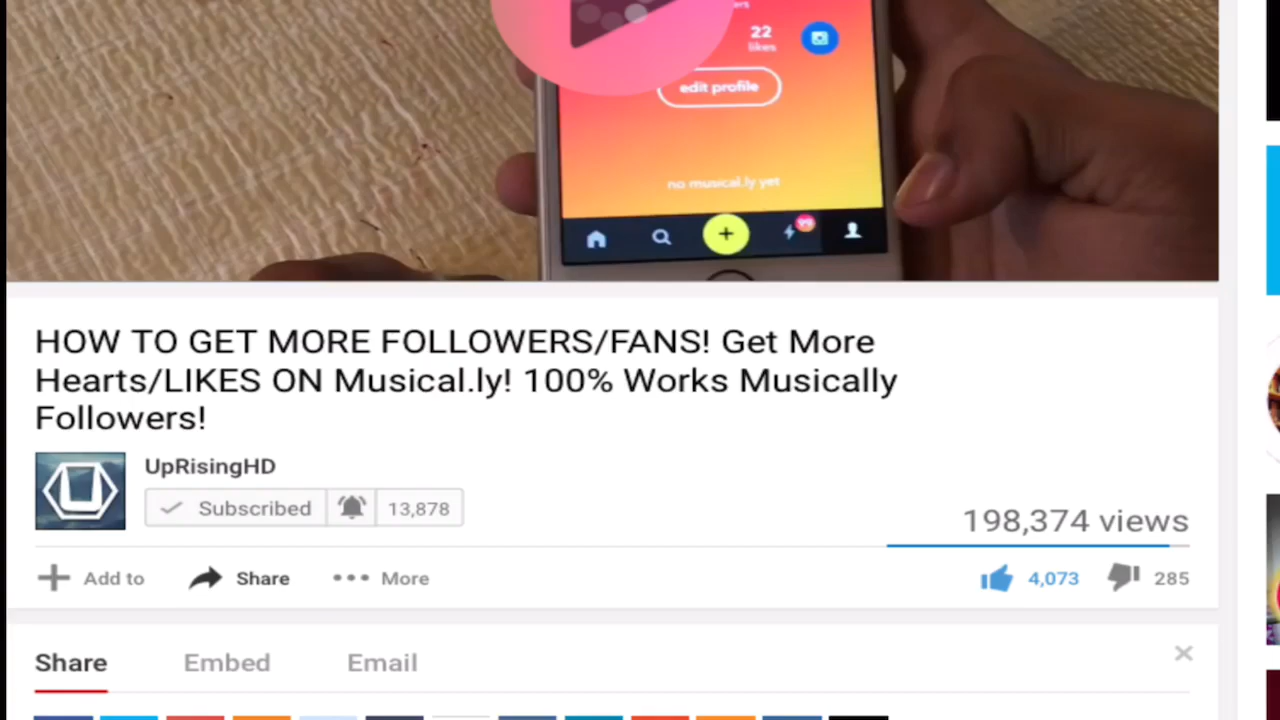 22
likes
edit profile
no musical.ly yet
99
HOW TO GET MORE FOLLOWERS/FANS! Get More
Hearts/LIKES ON Musical.ly! 100% Works Musically
Followers!
UpRisingHD
Subscribed 13,878
198,374 views
Add to Share More 4,073 285
Share Embed Email